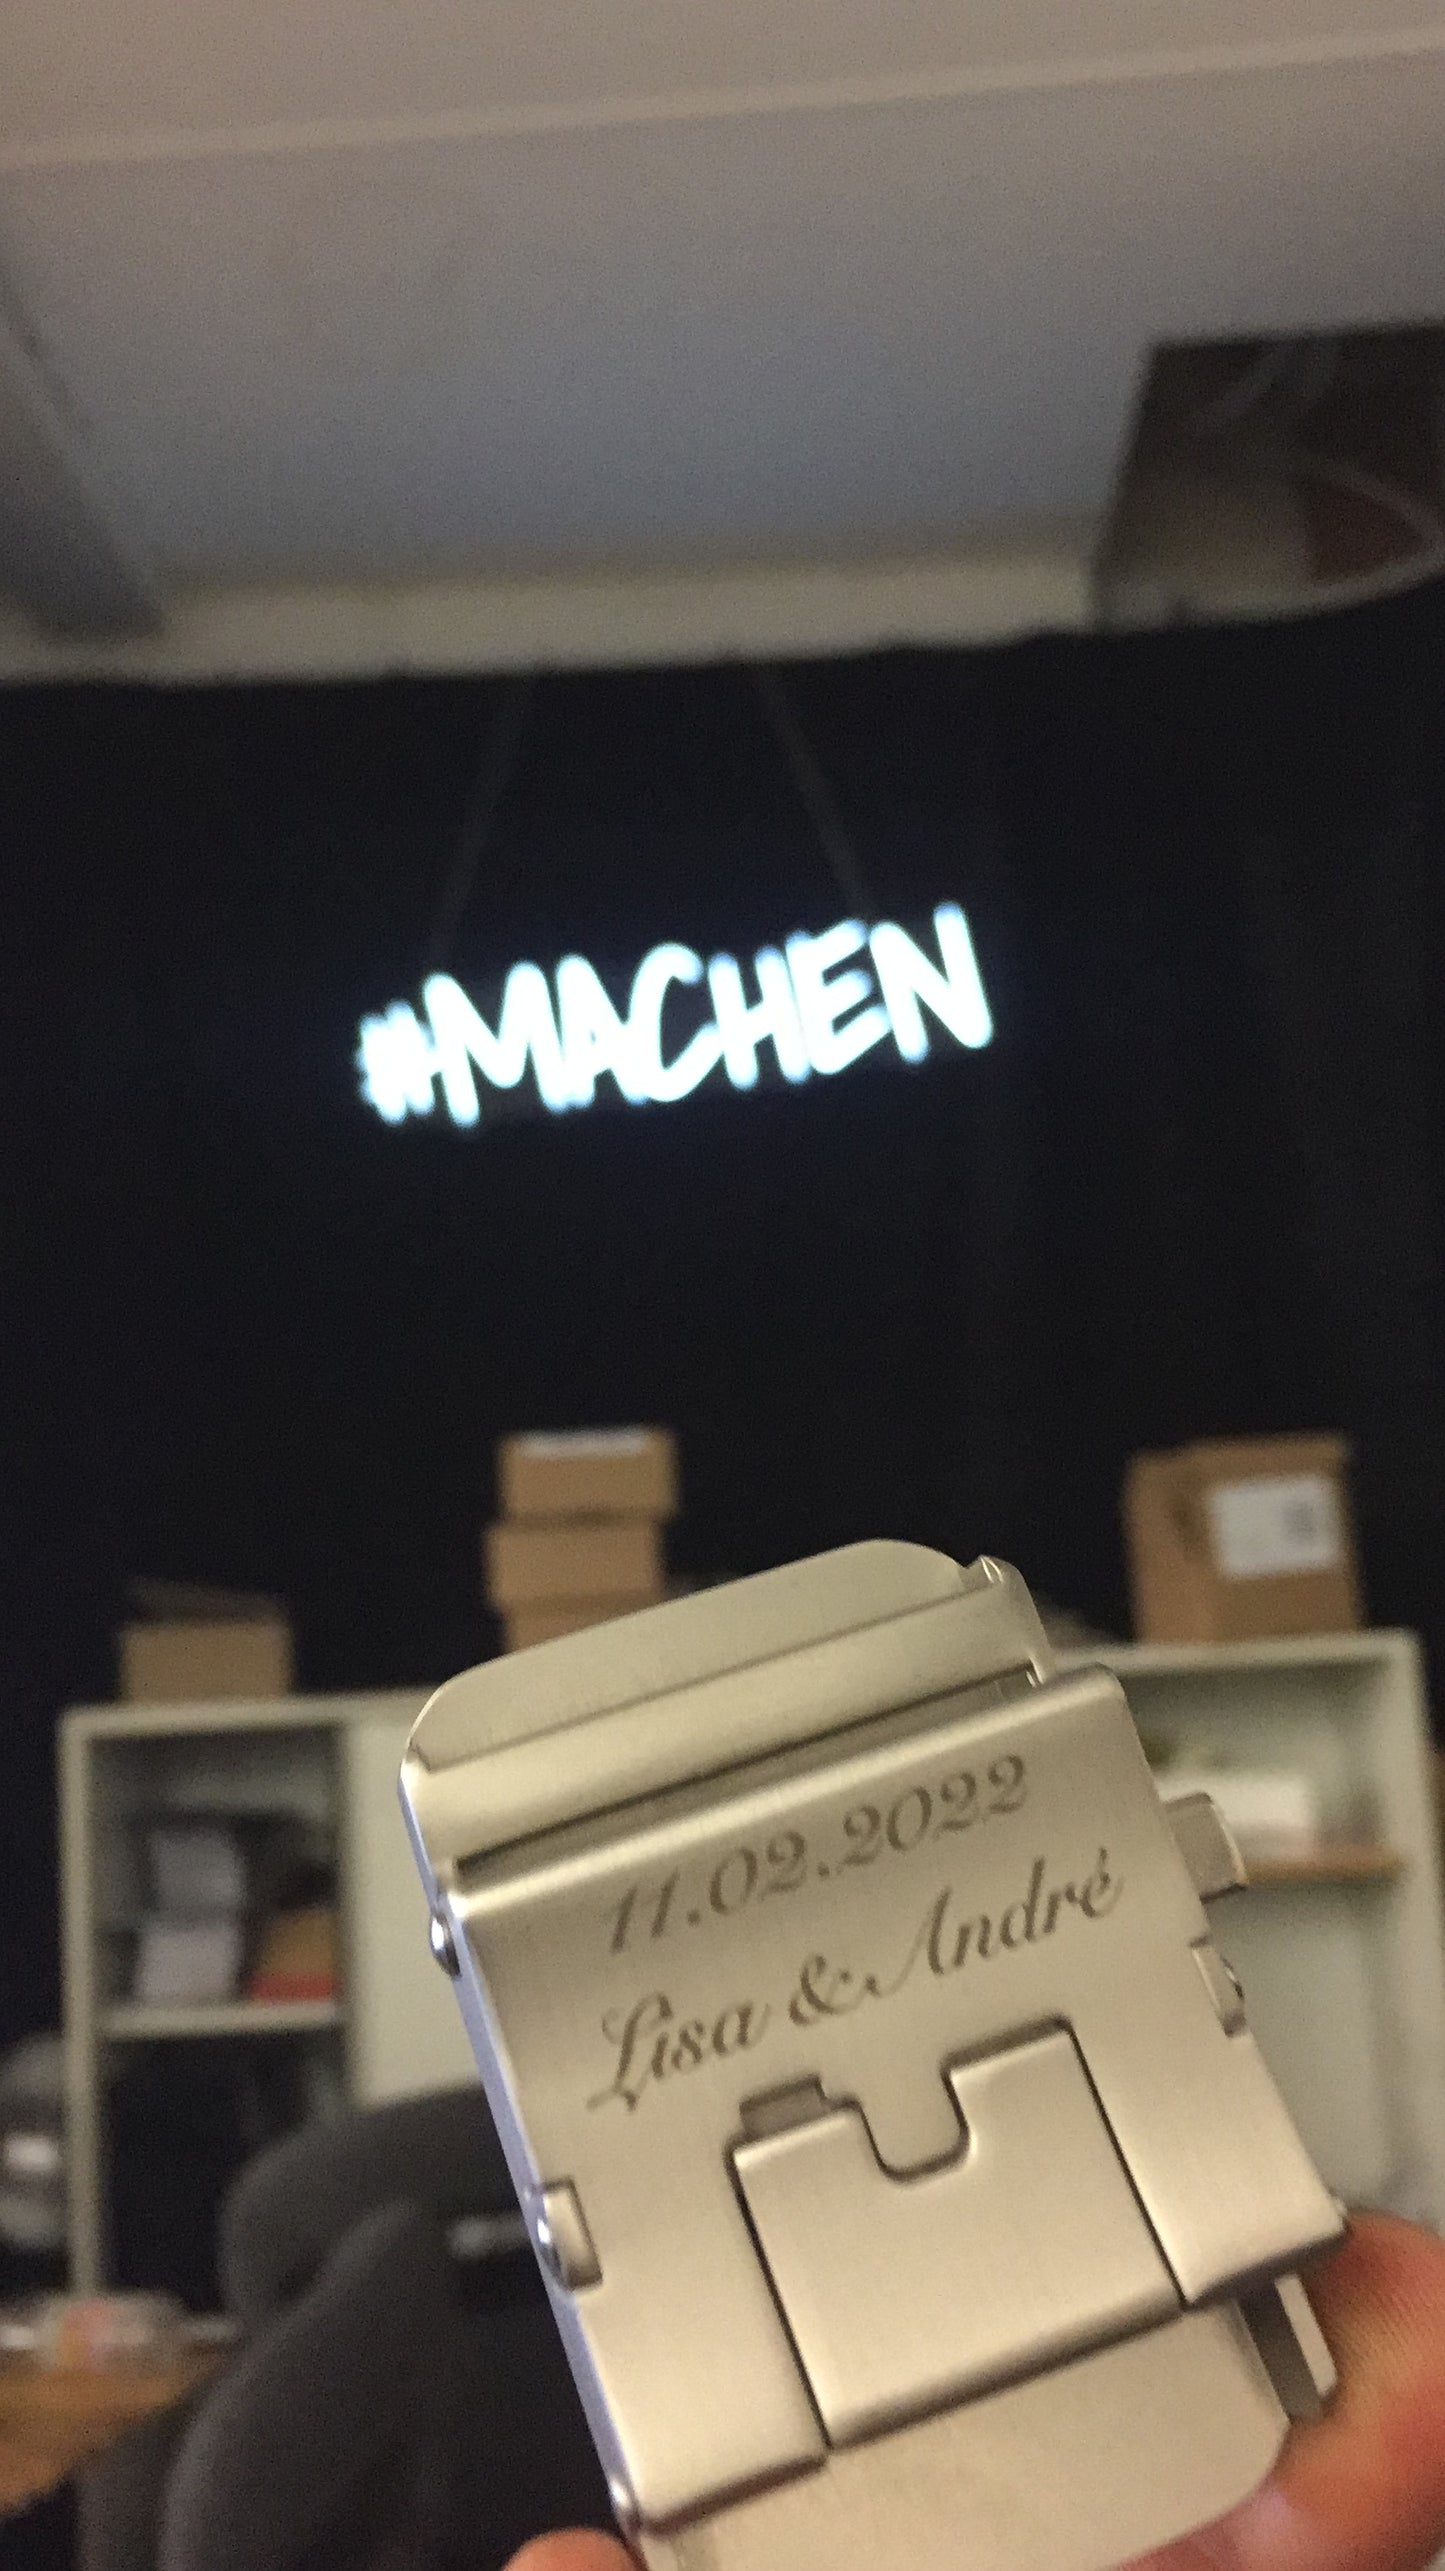 #MACHEN
11.02.2022
Lisa & André